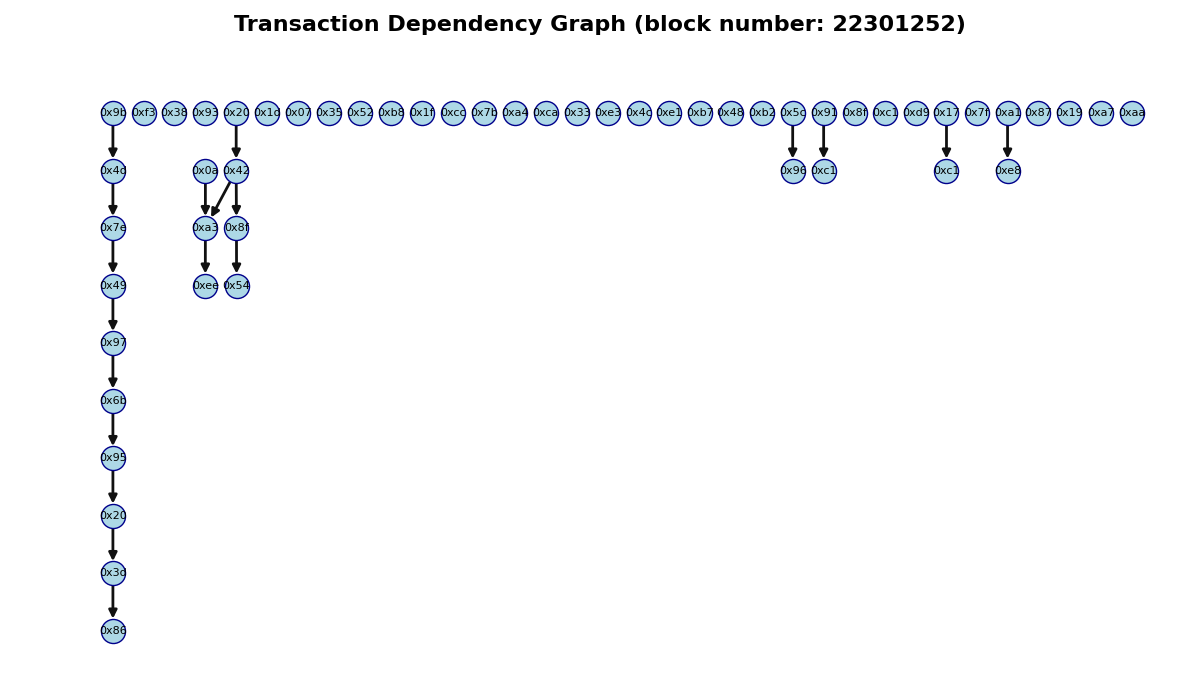 Transaction Dependency Graph (block number: 22301252)
0x9b 0xf3 0x38 0x93 0x20 0x1d 0x07 0x35 0x52 0xb8 0x1f 0xcc 0x7b 0xa4 0xca 0x33 0xe3 0x4c 0xe1 0xb7 0x48 0xb2 0x5c 0x91 0x8f 0xc1 0xd9 0x17 0x7f 0xa1 0x87 0x19 0xa7 0xaa
0x0a 0x42 0x96 0xc1 0xc1 0xe8
0x7e 0xa3 0x8f
0x49 0xee 0x54
0x97
0x6b
0x95
0x20
0x86